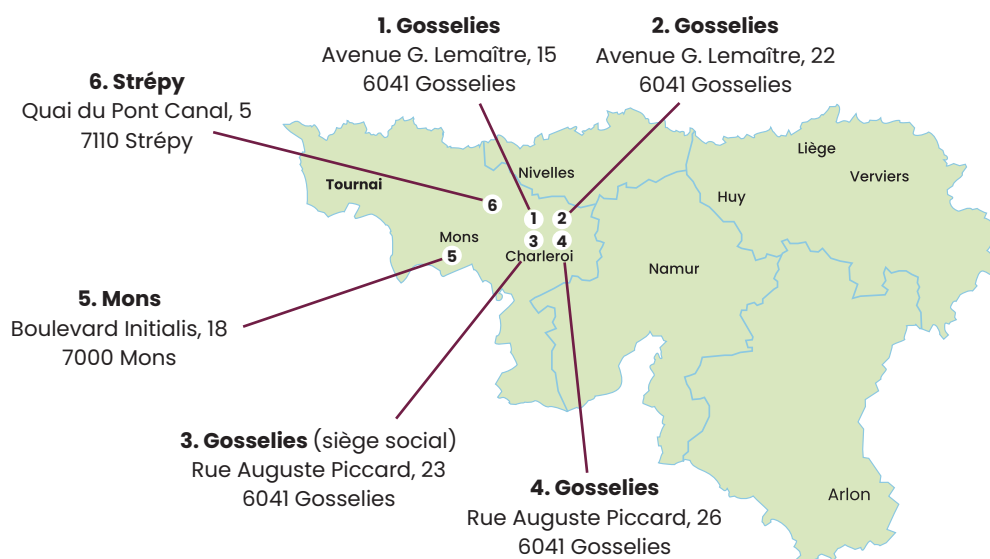 1. Gosselies
Avenue G. Lemaître, 15
6041 Gosselies
2. Gosselies
Avenue G. Lemaître, 22
6041 Gosselies
6. Strépy
Quai du Pont Canal, 5
7110 Strépy
Liège
Verviers
Nivelles
Tournai
Huy
6
1
2
Mons
3
4
5
Charleroi
Namur
5. Mons
Boulevard Initialis, 18
7000 Mons
3. Gosselies (siège social)
Rue Auguste Piccard, 23
6041 Gosselies
4. Gosselies
Rue Auguste Piccard, 26
6041 Gosselies
Arlon